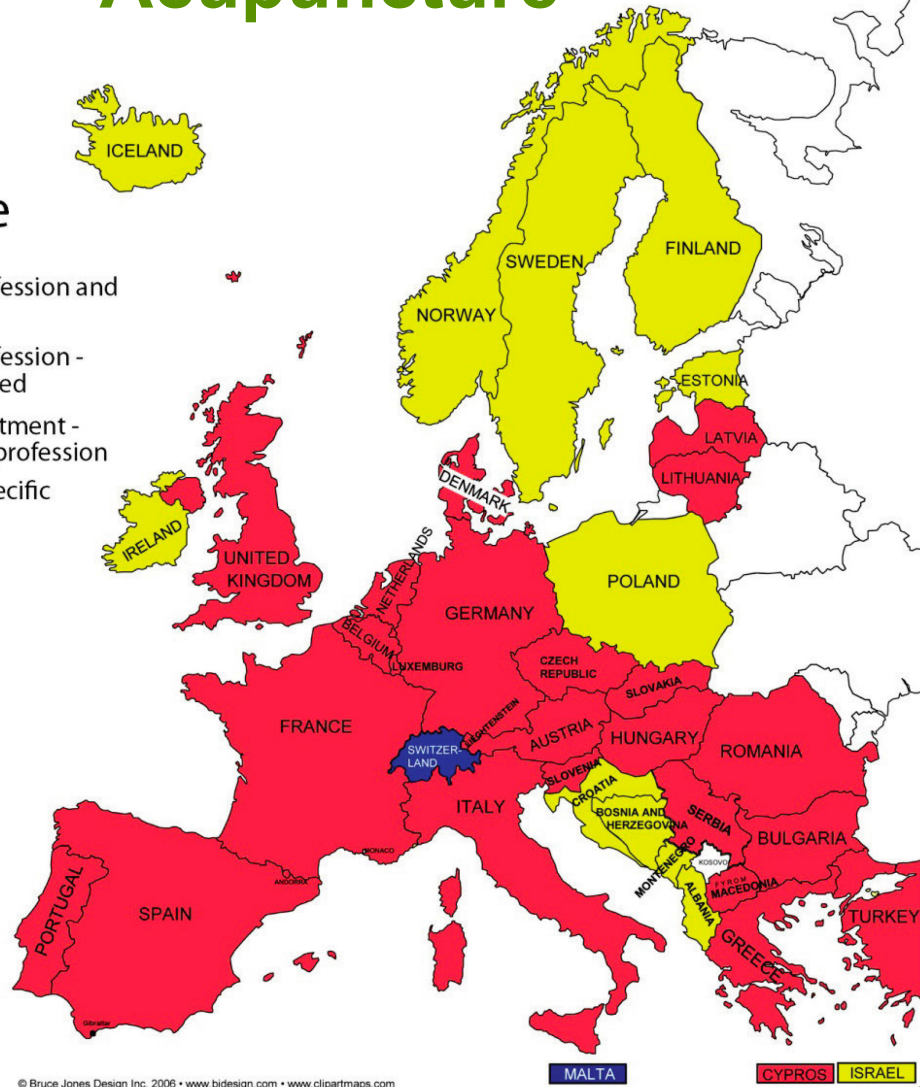 Acupuncture
ICELAND
e
fession and
fession -
ed
tment -
profession
ecific
SWEDEN
FINLAND
NORWAY
ESTONIA
LATVIA
LITHUANIA
DENMARK
IRELAND
UNITED
KINGDOM
NETHERLANDS
BELGIUM
LUXEMBURG
GERMANY
POLAND
CZECH
REPUBLIC
SLOVAKIA
FRANCE
LIECHTENSTEIN
SWITZER-
LAND
AUSTRIA
HUNGARY
ROMANIA
SLOVENIA
CROATIA
ITALY
BOSNIA AND
HERZEGOVINA
SERBIA
BULGARIA
MONTENEGRO
KOSOVO
MONACO
ANDORRA
FYROM
MACEDONIA
ALBANIA
PORTUGAL
SPAIN
GREECE
TURKEY
Gibraltar
MALTA
CYPROS
ISRAEL
© Bruce Jones Design Inc. 2006 • www.bjdesign.com • www.clipartmaps.com